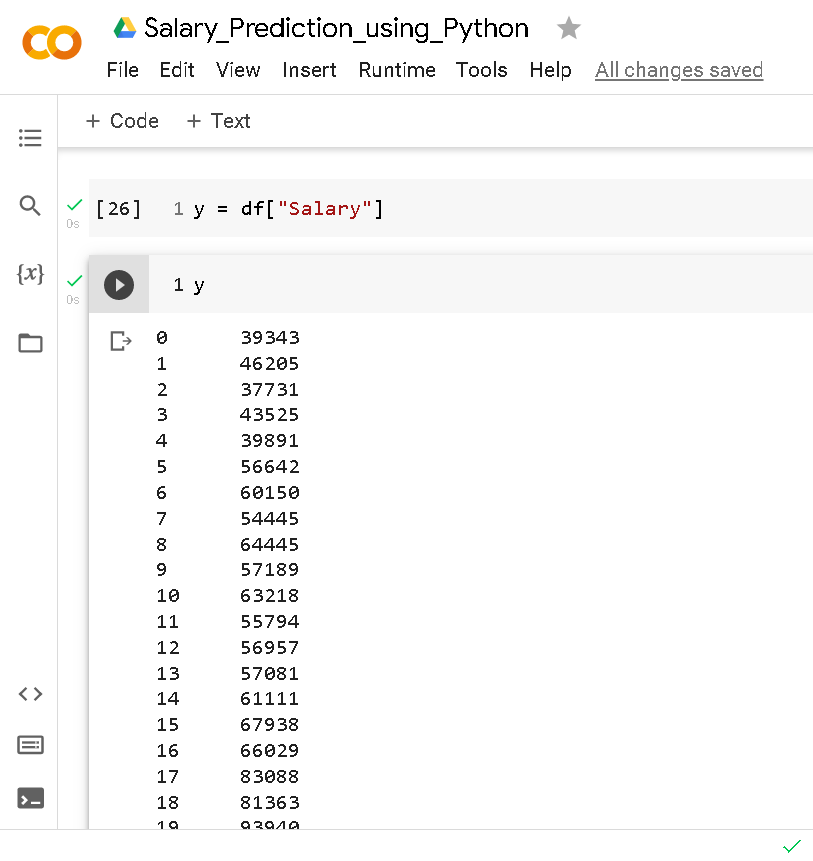 Salary_Prediction_using_Python
File Edit View Insert Runtime Tools Help All changes saved
+ Code + Text
[26] 1 y = df["Salary"]
0s
{x}
1 y
0s
0 39343
1 46205
2 37731
3 43525
4 39891
5 56642
6 60150
7 54445
8 64445
9 57189
10 63218
11 55794
12 56957
13 57081
14 61111
15 67938
16 66029
17 83088
18 81363
19 93940